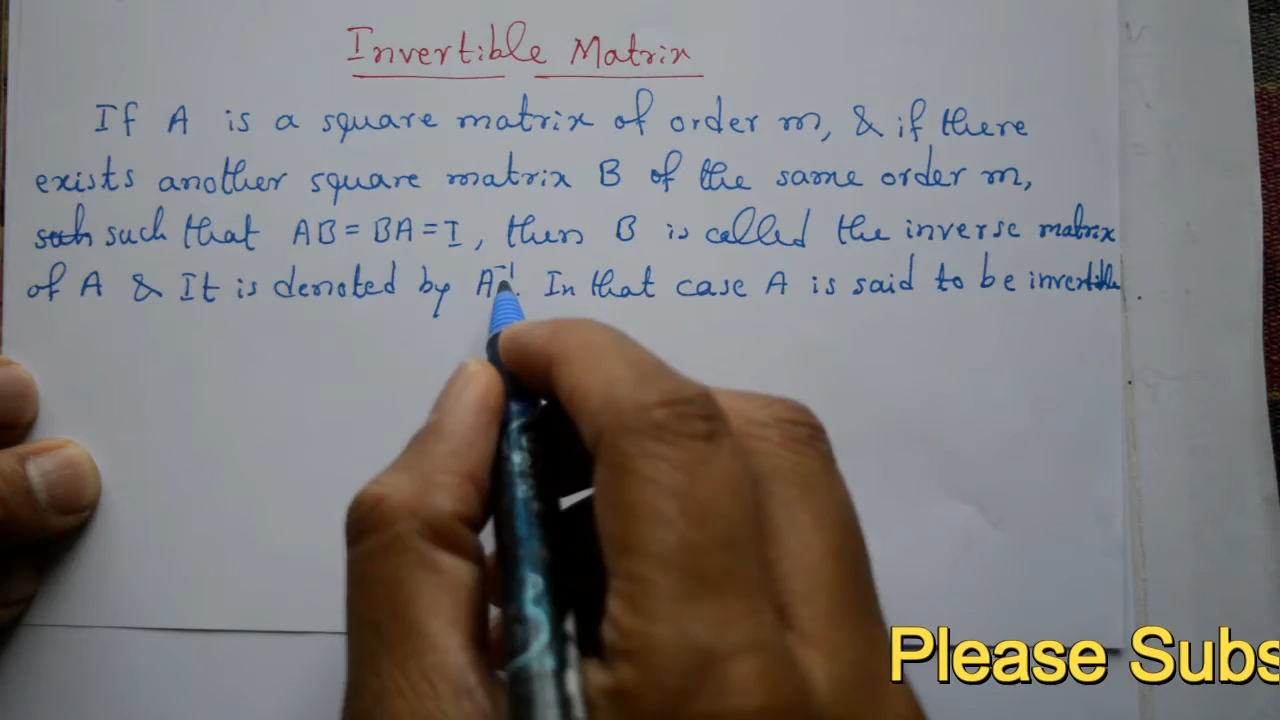 Invertible Matrix
If A is a square matrix of order m, & if there
exists another square matrix B of the same order m,
such such that AB = BA = I, then B is called the inverse matrix
of A & It is denoted by A⁻¹. In that case A is said to be invertible
Please Subs